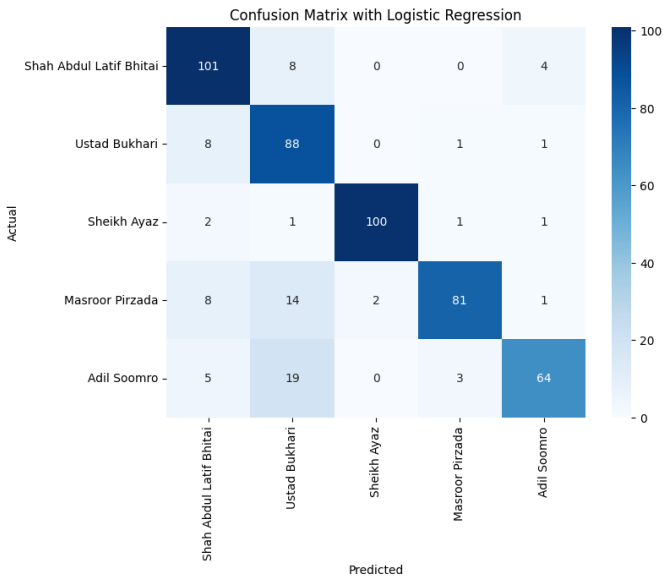 Confusion Matrix with Logistic Regression
Shah Abdul Latif Bhitai 101 8 0 0 4
Ustad Bukhari 8 88 0 1 1
Sheikh Ayaz 2 1 100 1 1
Masroor Pirzada 8 14 2 81 1
Adil Soomro 5 19 0 3 64
Actual
Shah Abdul Latif Bhitai
Ustad Bukhari
Sheikh Ayaz
Masroor Pirzada
Adil Soomro
Predicted
100
80
60
40
20
0